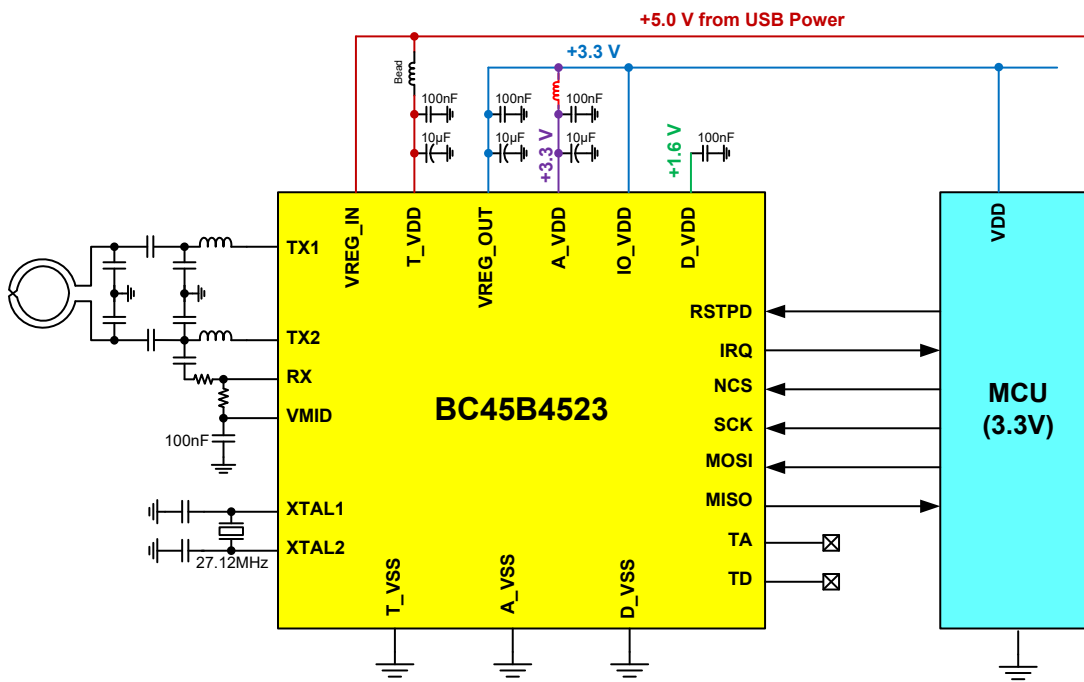 +5.0 V from USB Power
+3.3 V
Bead
100nF
100nF
100nF
10µF
10µF
10µF
+3.3 V
+1.6 V
100nF
VREG_IN
T_VDD
VREG_OUT
A_VDD
IO_VDD
D_VDD
VDD
TX1
TX2
RX
VMID
100nF
XTAL1
XTAL2
27.12MHz
BC45B4523
RSTPD
IRQ
NCS
SCK
MOSI
MISO
TA
TD
MCU
(3.3V)
T_VSS
A_VSS
D_VSS